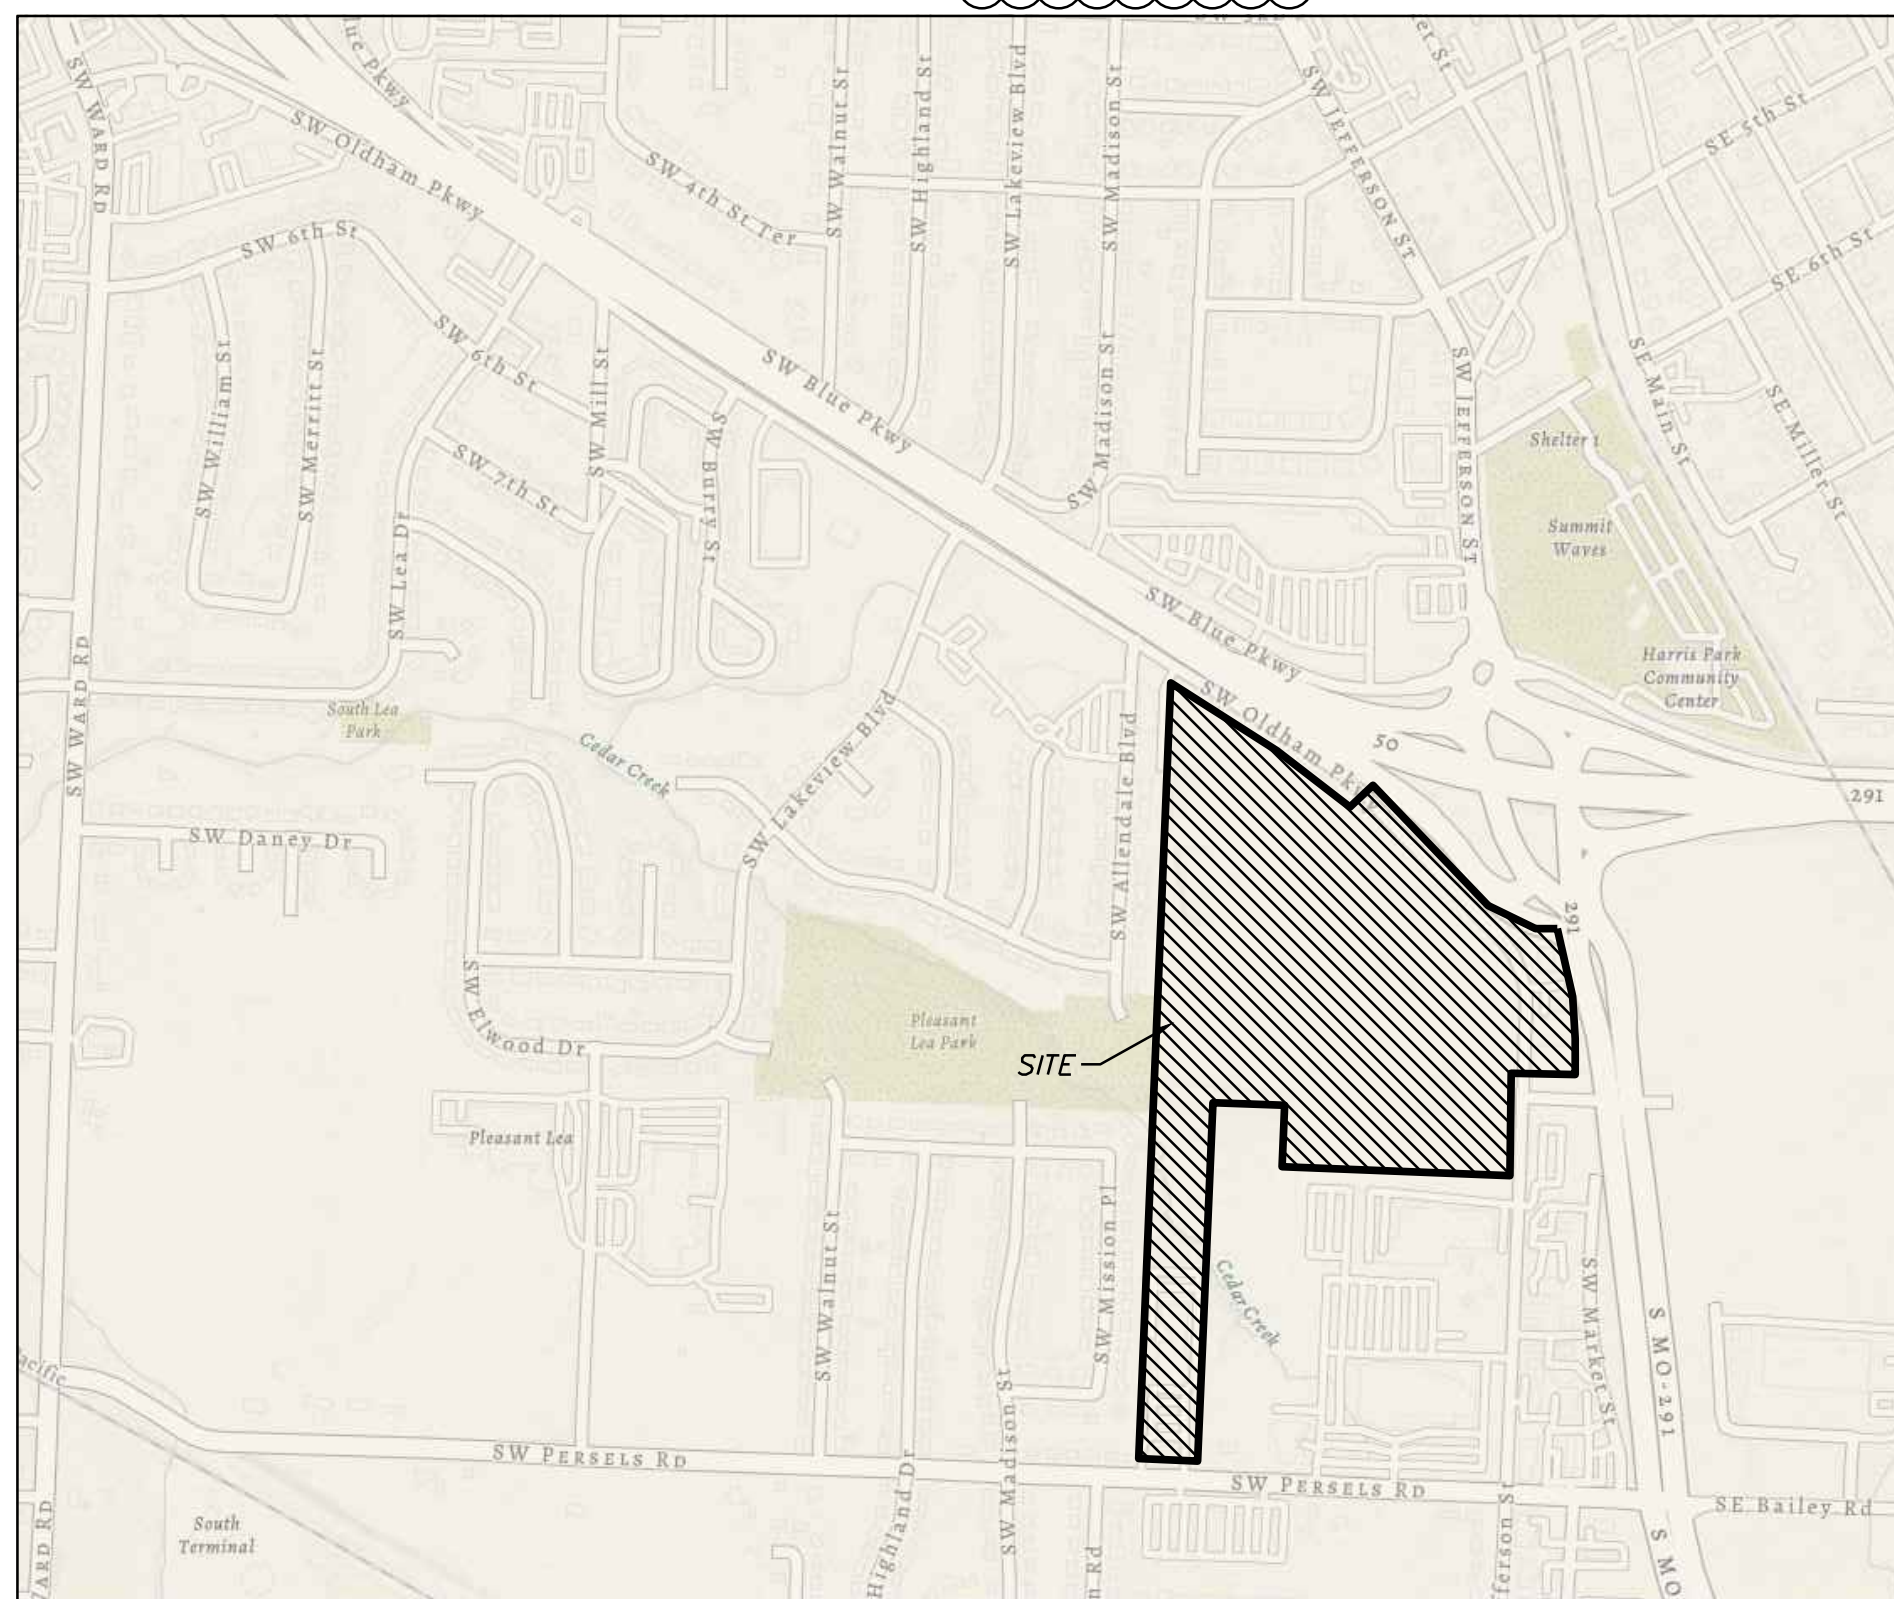 SW WARD RD
SW Oldham Pkwy
SW 4th St Ter
SW Walnut St
SW Highland St
SW Lakeview Blvd
SW Madison St
SW JEFFERSON ST
SE 5th St
SW 6th St
SE 6th St
SW William St
SW Merritt St
SW 6th St
SW Mill St
SW Blue Pkwy
SW Madison St
SW JEFFERSON ST
SE Main St
SE Miller St
Shelter 1
SW 7th St
SW Burry St
Summit
Waves
SW Lea Dr
SW Blue Pkwy
SW WARD RD
Harris Park
Community
Center
South Lea
Park
Cedar Creek
SW Lakeview Blvd
SW Allendale Blvd
SW Oldham Pkwy
50
291
SW Daney Dr
291
SW Elwood Dr
Pleasant
Lea Park
SITE
Pleasant Lea
SW Walnut St
SW Mission Pl
Cedar Creek
SW Market St
S MO-291
SW Madison St
SW PERSELS RD
SW PERSELS RD
SE Bailey Rd
South
Terminal
Highland Dr
S MO